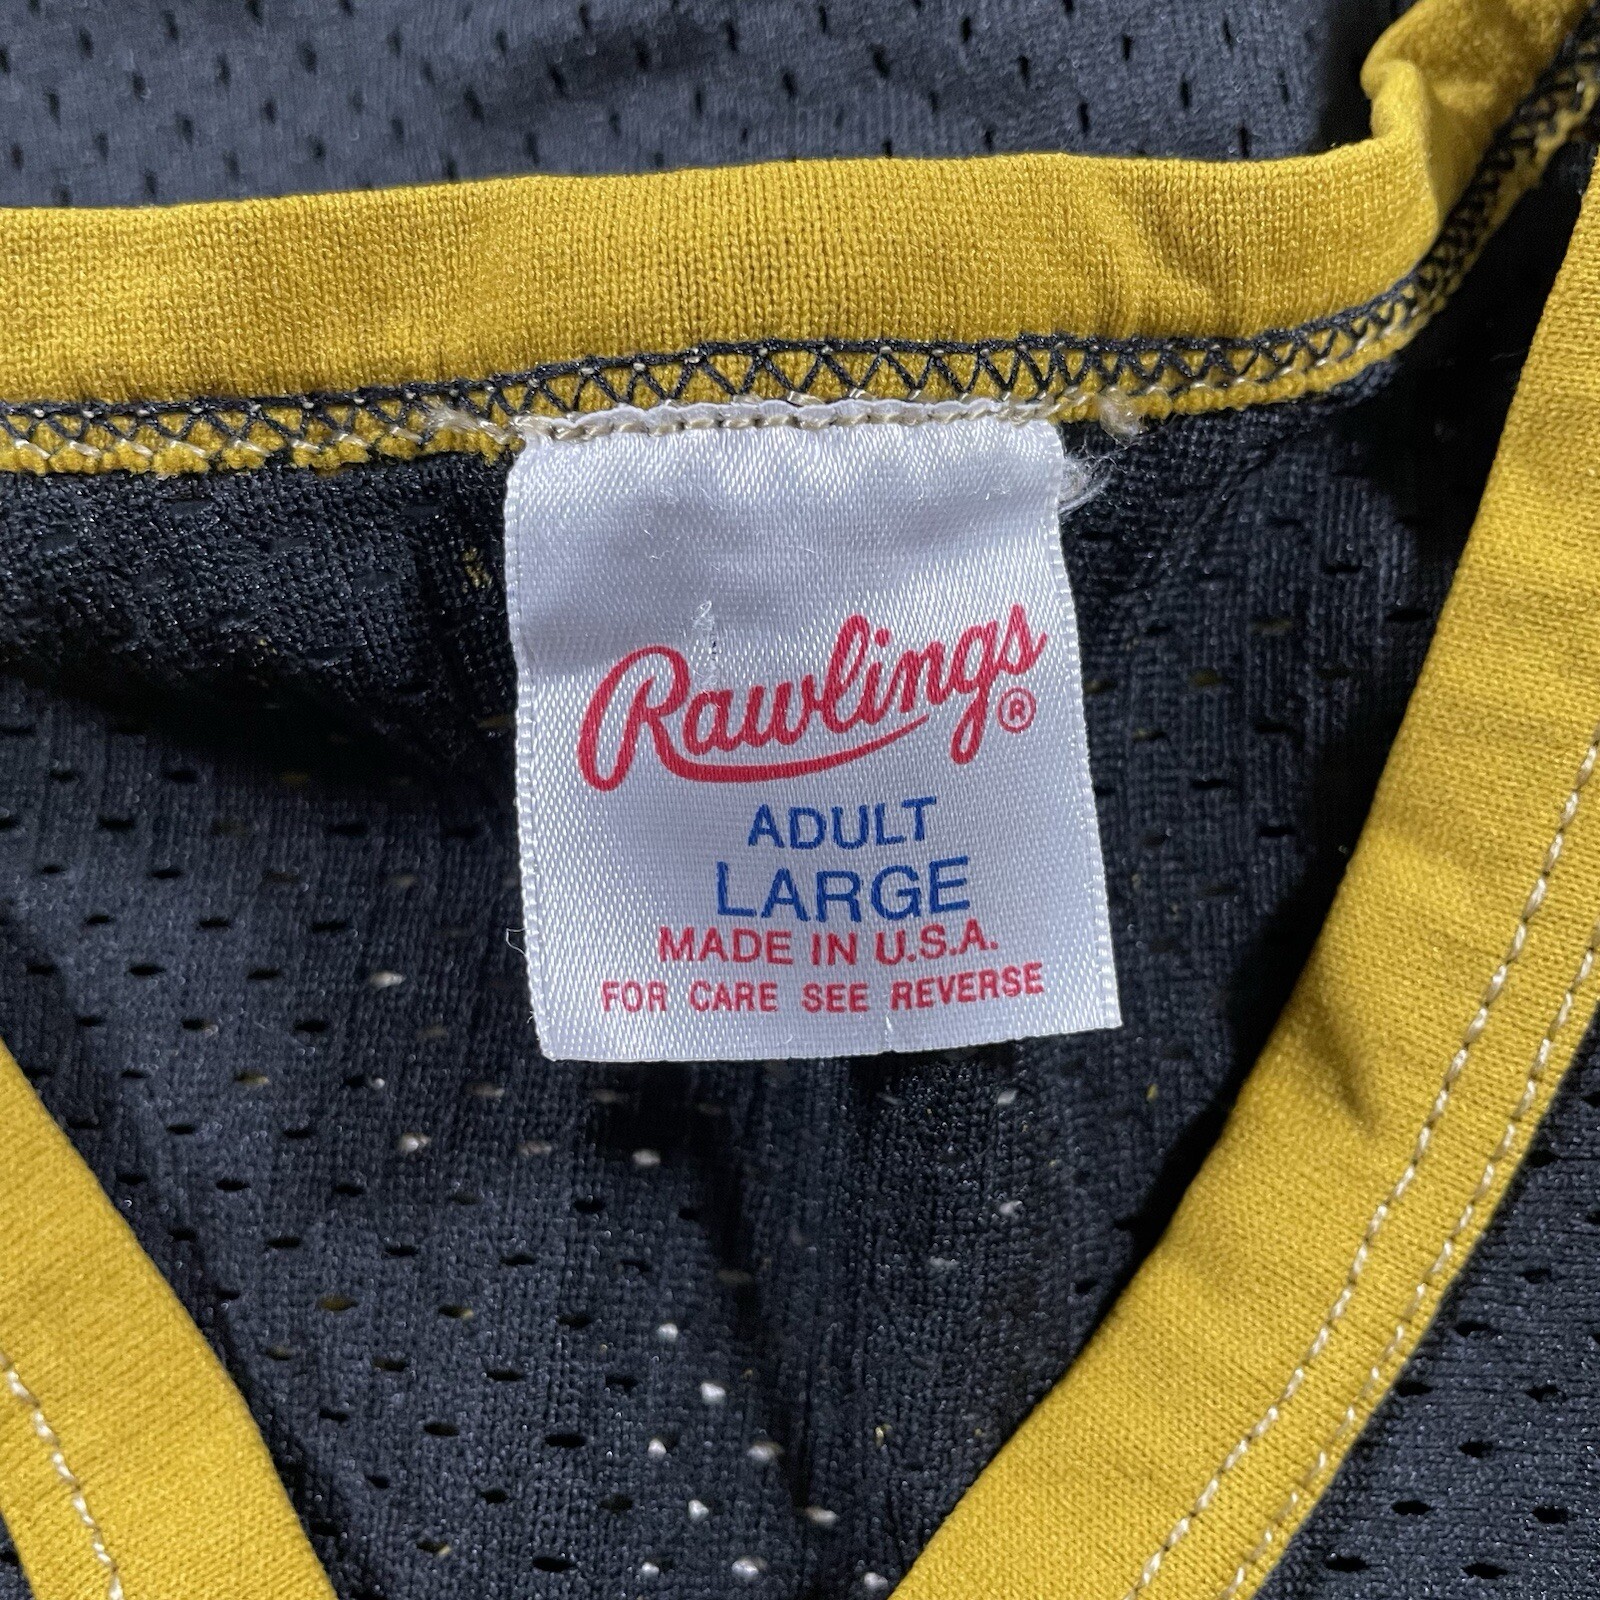 Rawlings®
ADULT
LARGE
MADE IN U.S.A.
FOR CARE SEE REVERSE